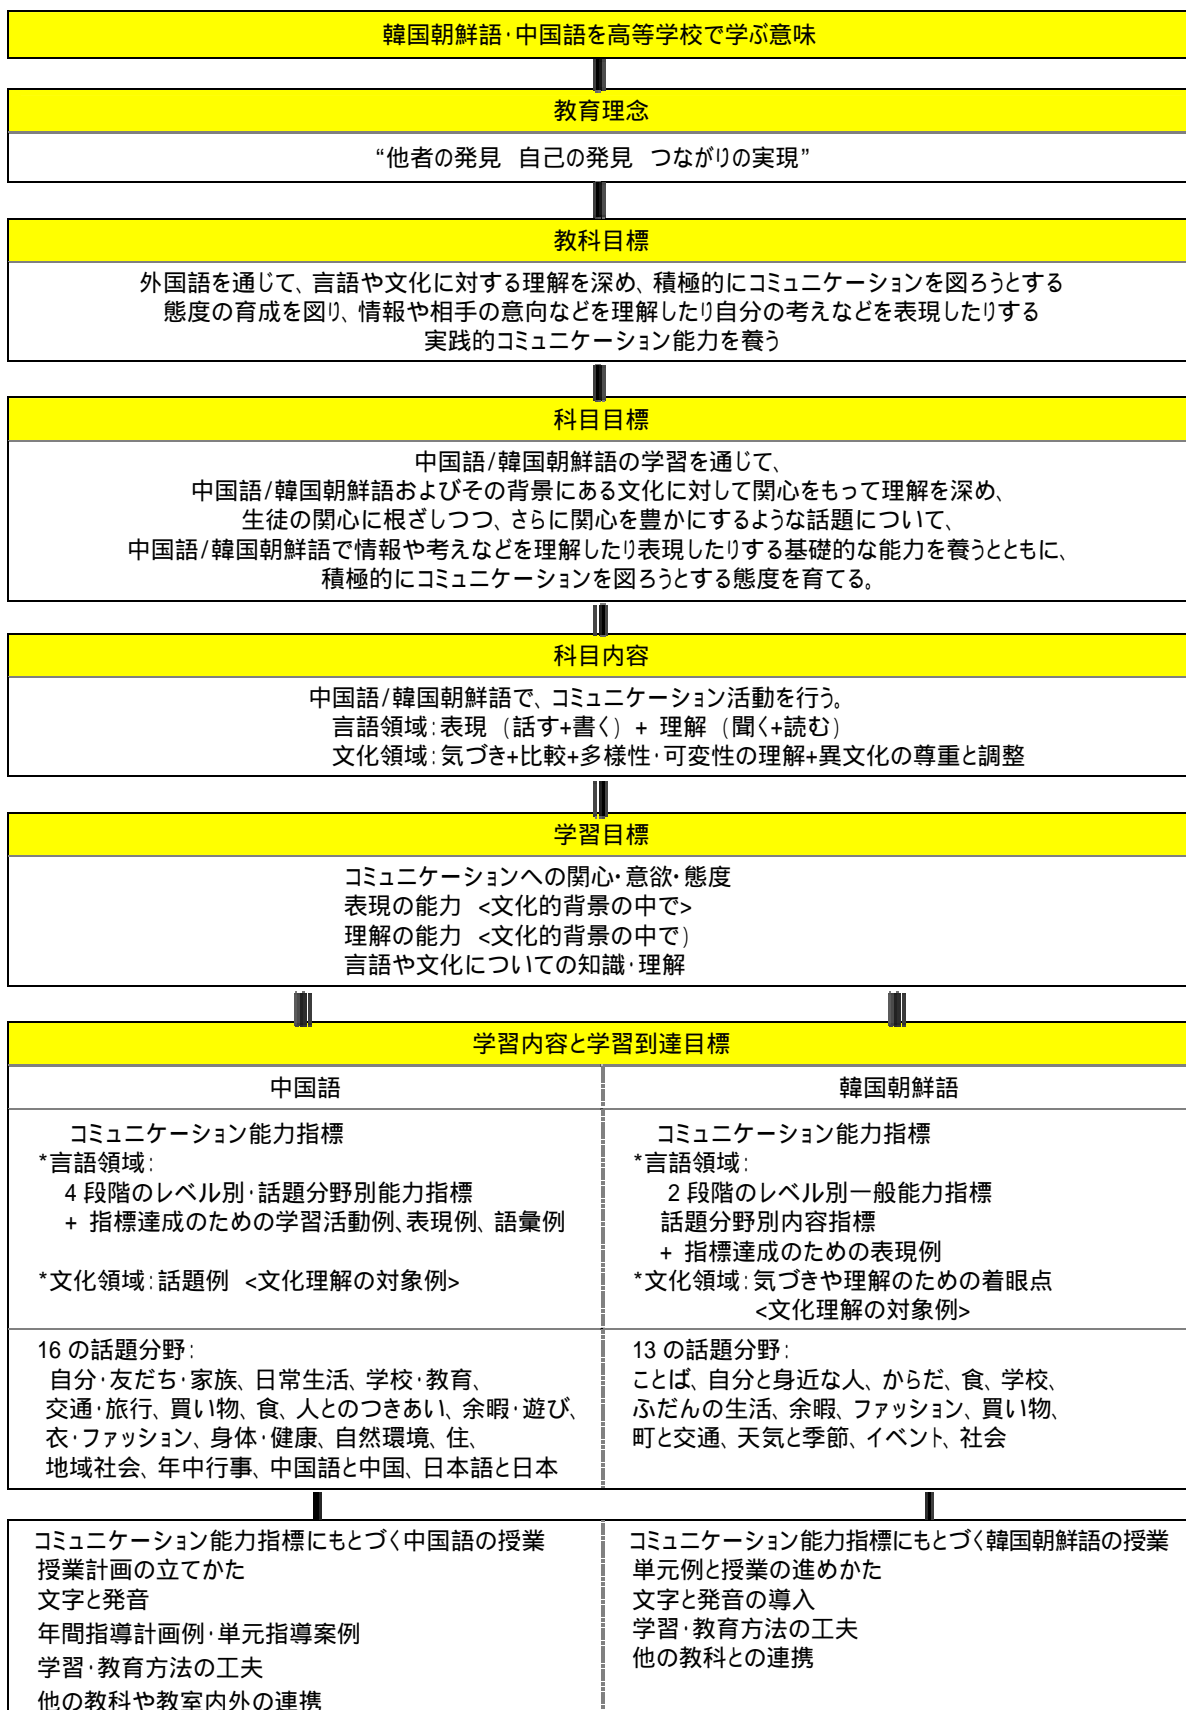 韓国朝鮮語・中国語を高等学校で学ぶ意味
教育理念
“他者の発見　自己の発見　つながりの実現”
教科目標
外国語を通じて、言語や文化に対する理解を深め、積極的にコミュニケーションを図ろうとする
態度の育成を図り、情報や相手の意向などを理解したり自分の考えなどを表現したりする
実践的コミュニケーション能力を養う
科目目標
中国語/韓国朝鮮語の学習を通じて、
中国語/韓国朝鮮語およびその背景にある文化に対して関心をもって理解を深め、
生徒の関心に根ざしつつ、さらに関心を豊かにするような話題について、
中国語/韓国朝鮮語で情報や考えなどを理解したり表現したりする基礎的な能力を養うとともに、
積極的にコミュニケーションを図ろうとする態度を育てる。
科目内容
中国語/韓国朝鮮語で、コミュニケーション活動を行う。
言語領域：表現（話す+書く）+ 理解（聞く+読む）
文化領域：気づき+比較+多様性・可変性の理解+異文化の尊重と調整
学習目標
コミュニケーションへの関心・意欲・態度
表現の能力 <文化的背景の中で>
理解の能力 <文化的背景の中で)
言語や文化についての知識・理解
学習内容と学習到達目標
中国語
コミュニケーション能力指標
*言語領域：
4 段階のレベル別・話題分野別能力指標
+ 指標達成のための学習活動例、表現例、語彙例
*文化領域：話題例 <文化理解の対象例>
16 の話題分野：
自分・友だち・家族、日常生活、学校・教育、
交通・旅行、買い物、食、人とのつきあい、余暇・遊び、
衣・ファッション、身体・健康、自然環境、住、
地域社会、年中行事、中国語と中国、日本語と日本
韓国朝鮮語
コミュニケーション能力指標
*言語領域：
2 段階のレベル別一般能力指標
話題分野別内容指標
+ 指標達成のための表現例
*文化領域：気づきや理解のための着眼点
<文化理解の対象例>
13 の話題分野：
ことば、自分と身近な人、からだ、食、学校、
ふだんの生活、余暇、ファッション、買い物、
町と交通、天気と季節、イベント、社会
コミュニケーション能力指標にもとづく中国語の授業
授業計画の立てかた
文字と発音
年間指導計画例・単元指導案例
学習・教育方法の工夫
他の教科や教室内外の連携
コミュニケーション能力指標にもとづく韓国朝鮮語の授業
単元例と授業の進めかた
文字と発音の導入
学習・教育方法の工夫
他の教科との連携